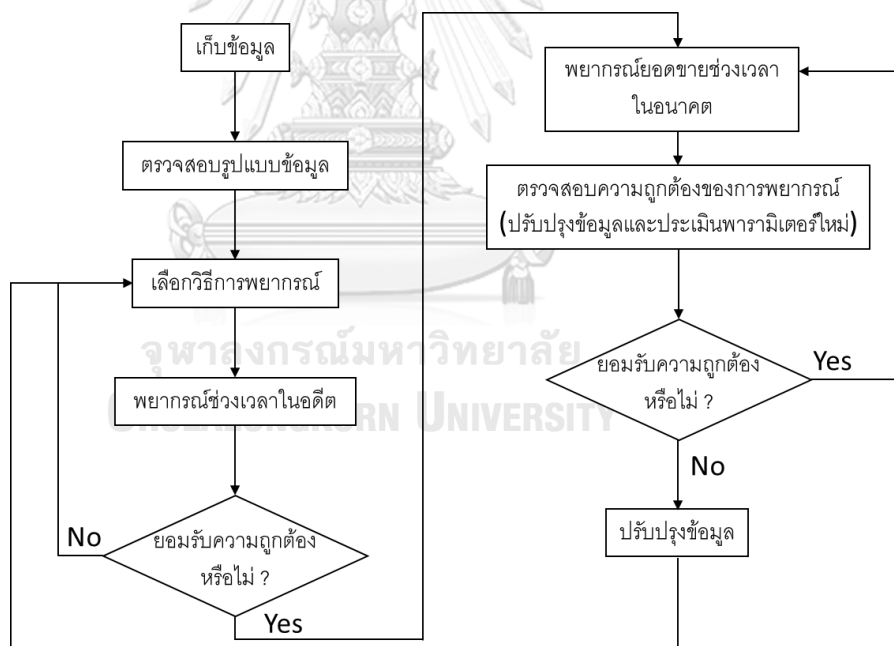 เก็บข้อมูล
ตรวจสอบรูปแบบข้อมูล
เลือกวิธีการพยากรณ์
พยากรณ์ช่วงเวลาในอดีต
ยอมรับความถูกต้อง
หรือไม่ ?
No
Yes
พยากรณ์ยอดขายช่วงเวลา
ในอนาคต
ตรวจสอบความถูกต้องของการพยากรณ์
(ปรับปรุงข้อมูลและประเมินพารามิเตอร์ใหม่)
ยอมรับความถูกต้อง
หรือไม่ ?
Yes
No
ปรับปรุงข้อมูล
จุฬาลงกรณ์มหาวิทยาลัย
CHULALONGKORN UNIVERSITY